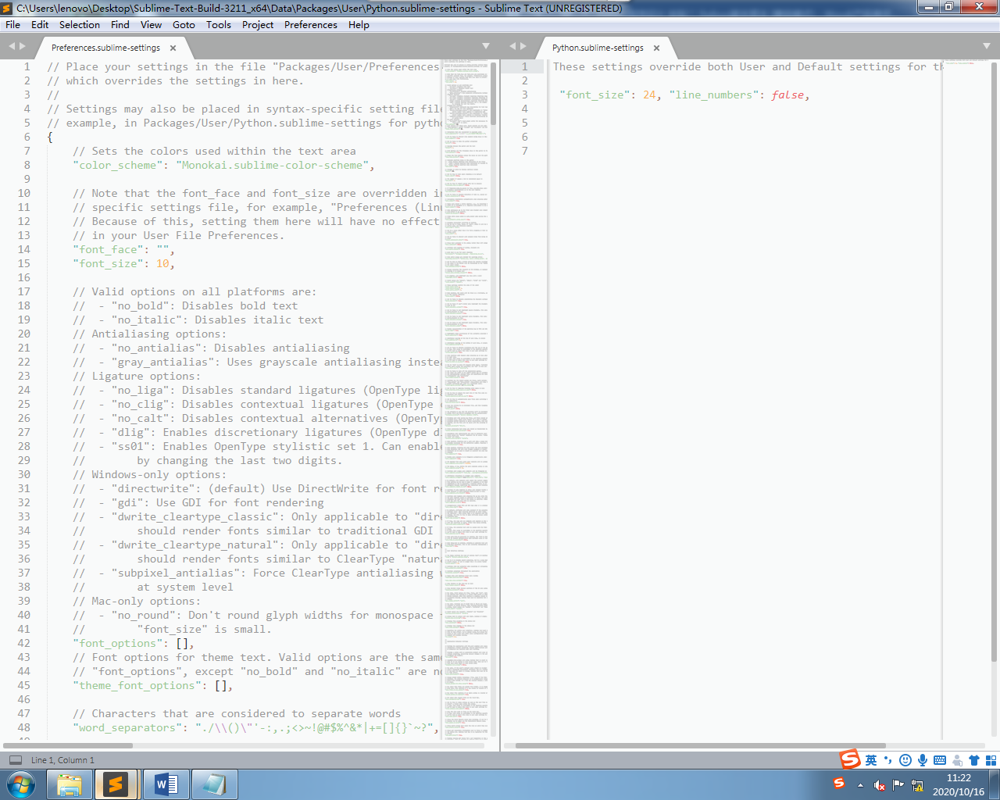 C:\Users\lenovo\Desktop\Sublime-Text-Build-3211_x64\Data\Packages\User\Python.sublime-settings - Sublime Text (UNREGISTERED)
File Edit Selection Find View Goto Tools Project Preferences Help
Preferences.sublime-settings
1 // Place your settings in the file "Packages/User/Preferences
2 // which overrides the settings in here.
3 //
4 // Settings may also be placed in syntax-specific setting file
5 // example, in Packages/User/Python.sublime-settings for pytho
6 {
7 // Sets the colors used within the text area
8 "color_scheme": "Monokai.sublime-color-scheme",
9
10 // Note that the font_face and font_size are overridden in
11 // specific settings file, for example, "Preferences (Linu
12 // Because of this, setting them here will have no effect
13 // in your User File Preferences.
14 "font_face": "",
15 "font_size": 10,
16
17 // Valid options on all platforms are:
18 //  - "no_bold": Disables bold text
19 //  - "no_italic": Disables italic text
20 // Antialiasing options:
21 //  - "no_antialias": Disables antialiasing
22 //  - "gray_antialias": Uses grayscale antialiasing inste
23 // Ligature options:
24 //  - "no_liga": Disables standard ligatures (OpenType lig
25 //  - "no_clig": Disables contextual ligatures (OpenType
26 //  - "no_calt": Disables contextual alternatives (OpenTyp
27 //  - "dlig": Enables discretionary ligatures (OpenType d
28 //  - "ss01": Enables OpenType stylistic set 1. Can enabl
29 //        by changing the last two digits.
30 // Windows-only options:
31 //  - "directwrite": (default) Use DirectWrite for font re
32 //  - "gdi": Use GDI for font rendering
33 //  - "dwrite_cleartype_classic": Only applicable to "dire
34 //        should render fonts similar to traditional GDI
35 //  - "dwrite_cleartype_natural": Only applicable to "dire
36 //        should render fonts similar to ClearType "natur
37 //  - "subpixel_antialias": Force ClearType antialiasing w
38 //        at system level
39 // Mac-only options:
40 //  - "no_round": Don't round glyph widths for monospace
41 //        "font_size" is small.
42 "font_options": [],
43 // Font options for theme text. Valid options are the same
44 // "font_options", except "no_bold" and "no_italic" are no
45 "theme_font_options": [],
46
47 // Characters that are considered to separate words
48 "word_separators": "./\\()\"'-:,.;<>~!@#$%^&*|+=[]{}`~?",
Python.sublime-settings
1 These settings override both User and Default settings for th
2
3 "font_size": 24, "line_numbers": false,
4
5
6
7
Line 1, Column 1
英
11:22
2020/10/16